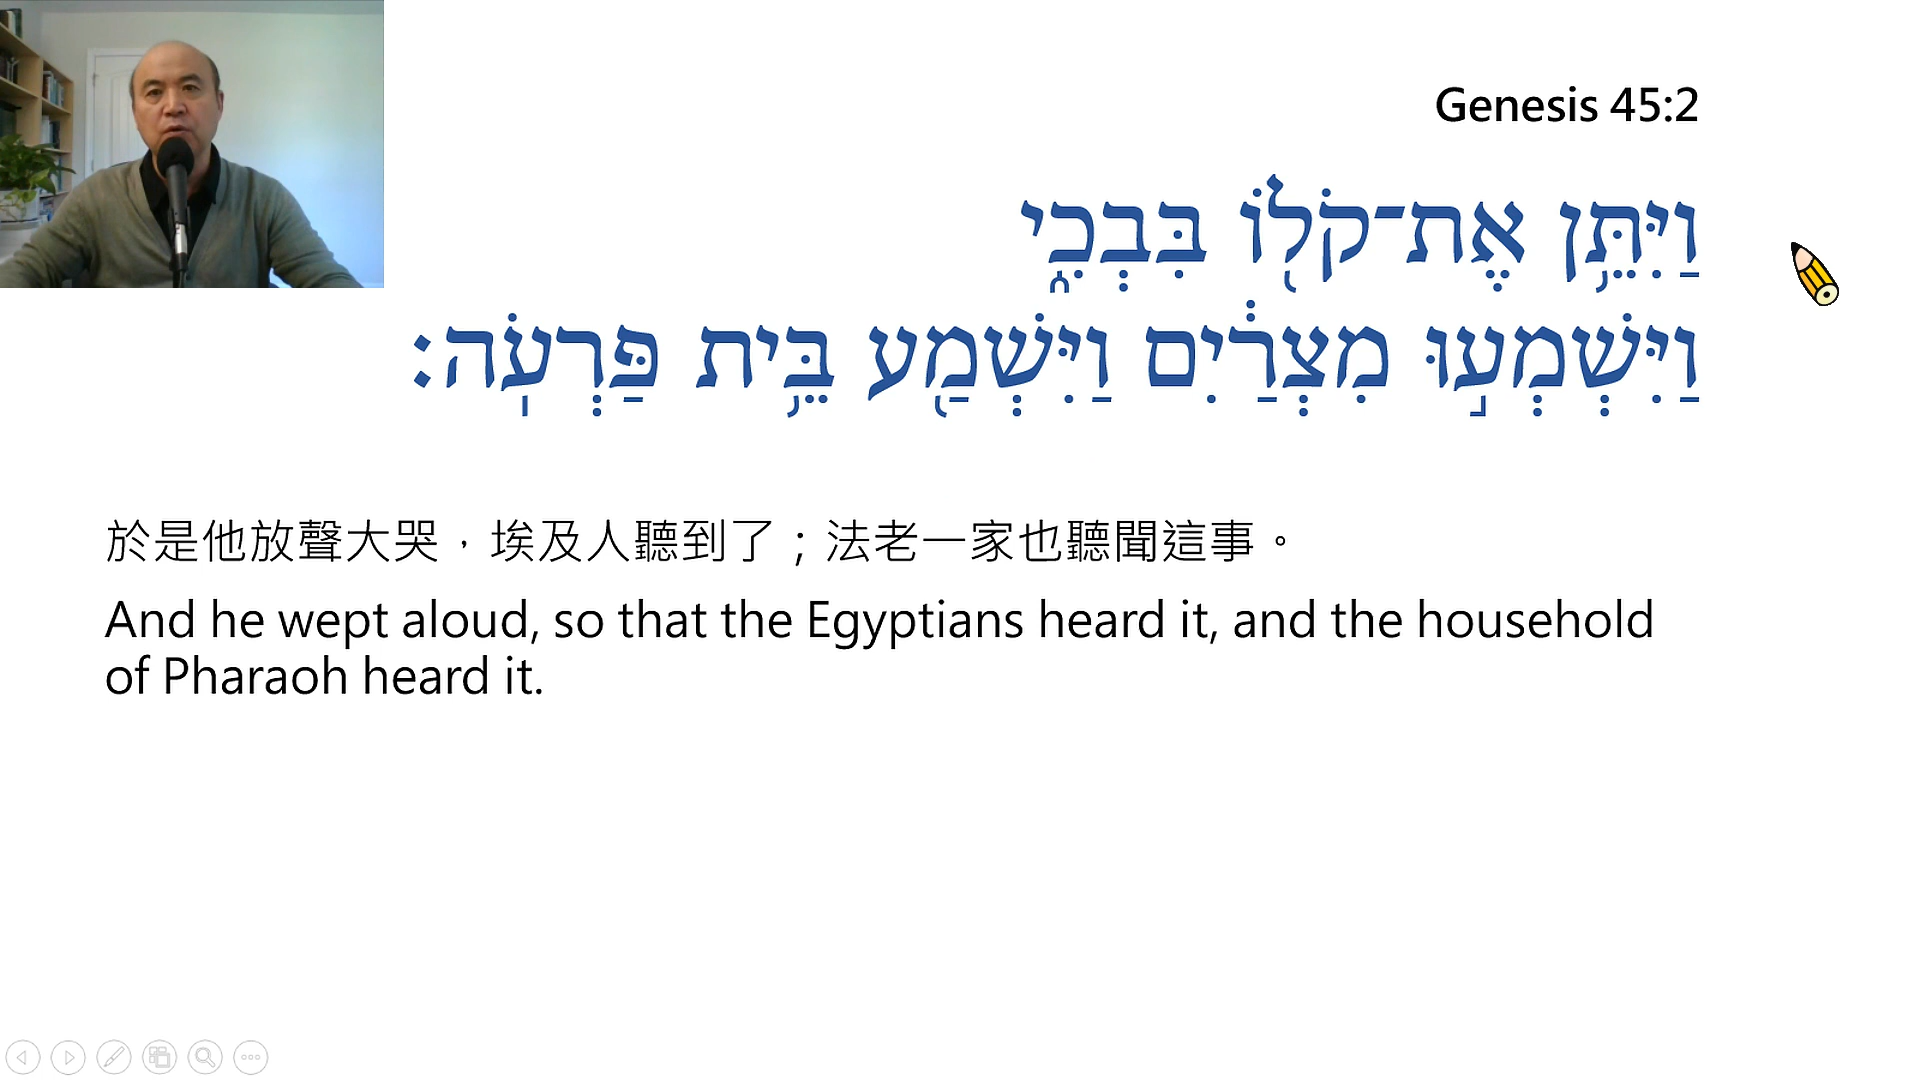 Genesis 45:2
וַיִּתֵּ֥ן אֶת־קֹל֖וֹ בִּבְכִ֑י
וַיִּשְׁמְע֣וּ מִצְרַ֔יִם וַיִּשְׁמַ֖ע בֵּ֥ית פַּרְעֹֽה׃
於是他放聲大哭，埃及人聽到了；法老一家也聽聞這事。
And he wept aloud, so that the Egyptians heard it, and the household
of Pharaoh heard it.